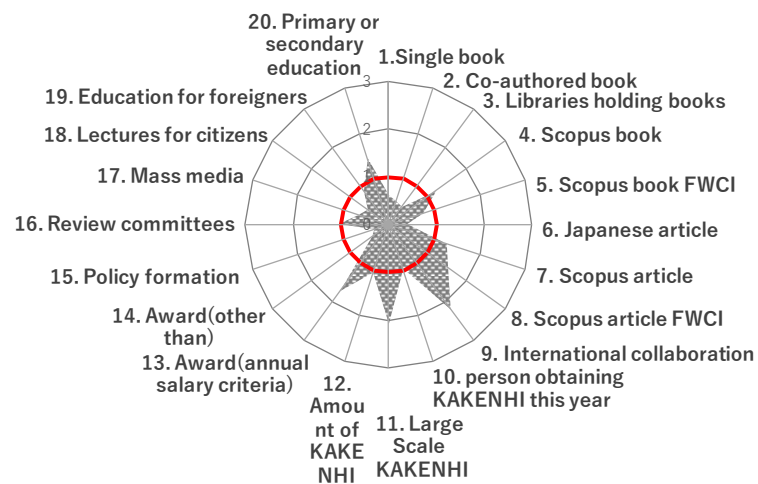 20. Primary or
secondary
education
1.Single book
2. Co-authored book
3. Libraries holding books
4. Scopus book
5. Scopus book FWCI
6. Japanese article
7. Scopus article
8. Scopus article FWCI
9. International collaboration
10. person obtaining
KAKENHI this year
11. Large
Scale
KAKENHI
12.
Amou
nt of
KAKE
NHI
13. Award(annual
salary criteria)
14. Award(other
than)
15. Policy formation
16. Review committees
17. Mass media
18. Lectures for citizens
19. Education for foreigners
3
2
1
0